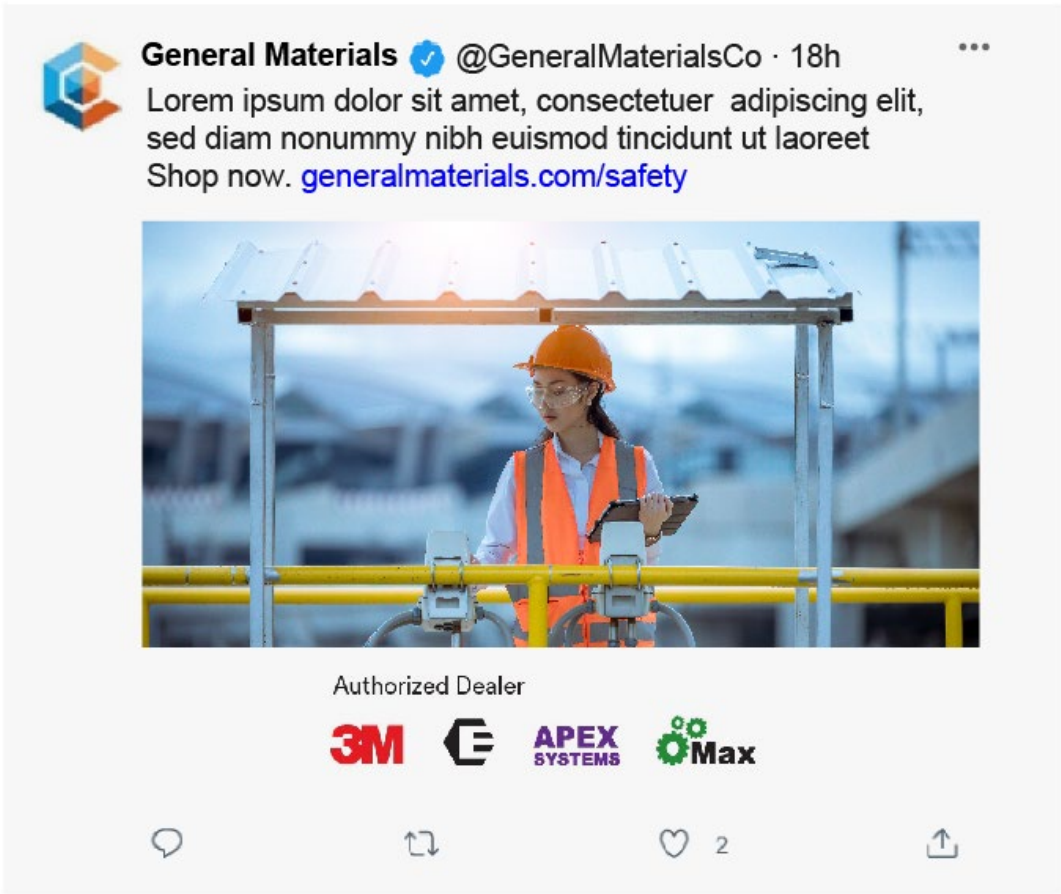 General Materials @GeneralMaterialsCo · 18h
Lorem ipsum dolor sit amet, consectetuer adipiscing elit,
sed diam nonummy nibh euismod tincidunt ut laoreet
Shop now. generalmaterials.com/safety
Authorized Dealer
3M E APEX SYSTEMS Max
2